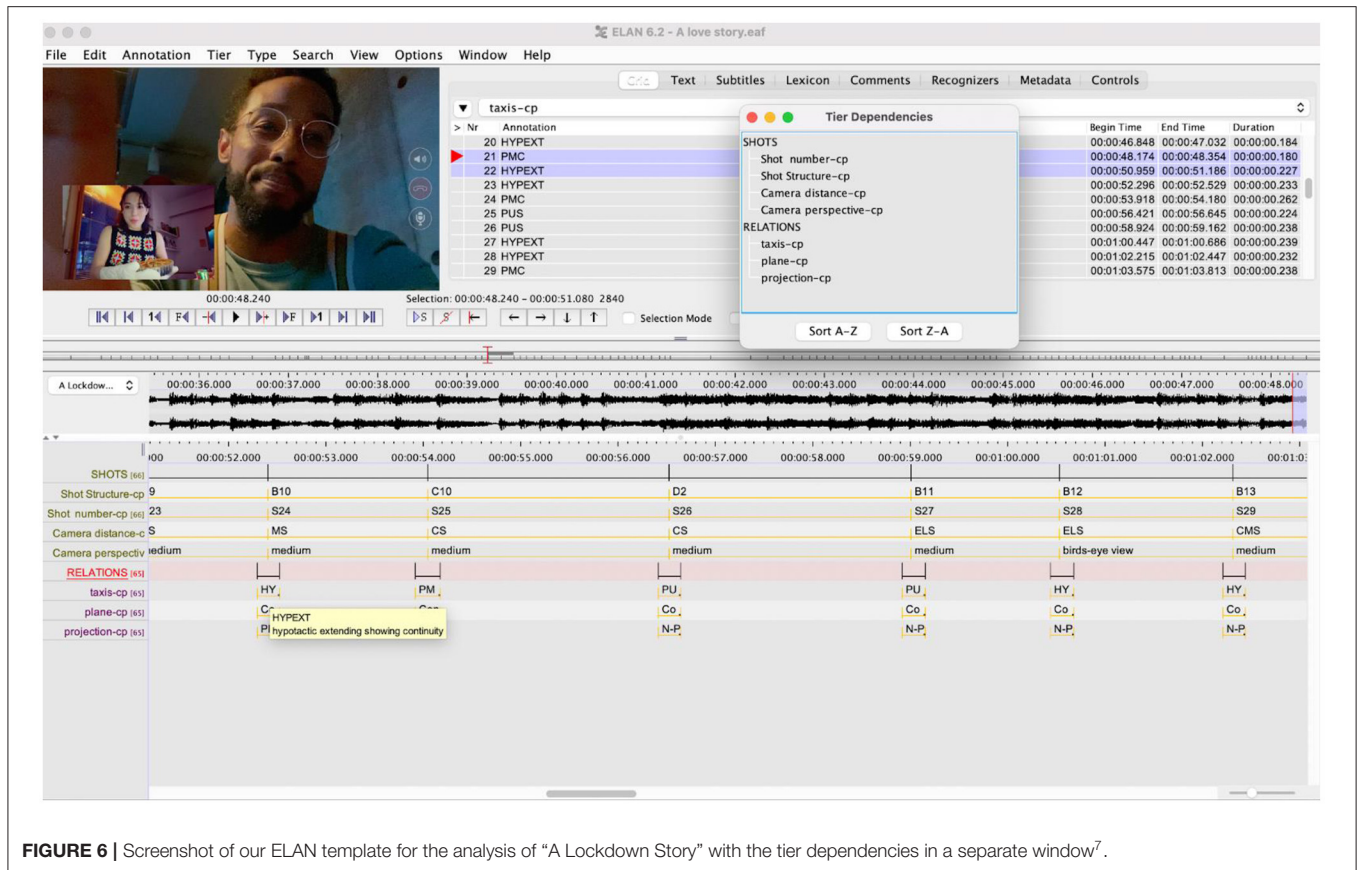 ELAN 6.2 - A love story.eaf
File Edit Annotation Tier Type Search View Options Window Help
Text Subtitles Lexicon Comments Recognizers Metadata Controls
taxis-cp
> Nr Annotation Begin Time End Time Duration
20 HYPEXT 00:00:46.848 00:00:47.032 00:00:00.184
21 PMC 00:00:48.174 00:00:48.354 00:00:00.180
22 HYPEXT 00:00:50.959 00:00:51.186 00:00:00.227
23 HYPEXT 00:00:52.296 00:00:52.529 00:00:00.233
24 PMC 00:00:53.918 00:00:54.180 00:00:00.262
25 PUS 00:00:56.421 00:00:56.645 00:00:00.224
26 PUS 00:00:58.924 00:00:59.162 00:00:00.238
27 HYPEXT 00:01:00.447 00:01:00.686 00:00:00.239
28 HYPEXT 00:01:02.215 00:01:02.447 00:00:00.232
29 PMC 00:01:03.575 00:01:03.813 00:00:00.238
Tier Dependencies
SHOTS
Shot number-cp
Shot Structure-cp
Camera distance-cp
Camera perspective-cp
RELATIONS
taxis-cp
plane-cp
projection-cp
Sort A-Z Sort Z-A
00:00:48.240 Selection: 00:00:48.240 - 00:00:51.080 2840
1 F F 1 S S Selection Mode
A Lockdow... 00:00:36.000 00:00:37.000 00:00:38.000 00:00:39.000 00:00:40.000 00:00:41.000 00:00:42.000 00:00:43.000 00:00:44.000 00:00:45.000 00:00:46.000 00:00:47.000 00:00:48.000
00 00:00:52.000 00:00:53.000 00:00:54.000 00:00:55.000 00:00:56.000 00:00:57.000 00:00:58.000 00:00:59.000 00:01:00.000 00:01:01.000 00:01:02.000 00:01:0
SHOTS [66]
Shot Structure-cp 9 B10 C10 D2 B11 B12 B13
Shot number-cp [66] 23 S24 S25 S26 S27 S28 S29
Camera distance-c S MS CS CS ELS ELS CMS
Camera perspectiv edium medium medium medium medium birds-eye view medium
RELATIONS [65]
taxis-cp [65] HY PM PU PU HY HY
plane-cp [65] Co Co Co Co Co
projection-cp [65] N-P N-P N-P N-P
HYPEXT
hypotactic extending showing continuity
FIGURE 6 | Screenshot of our ELAN template for the analysis of “A Lockdown Story” with the tier dependencies in a separate window7.